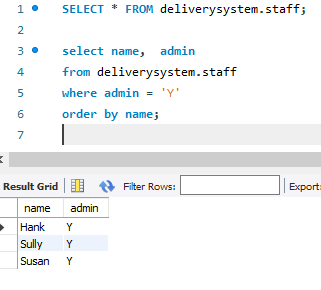 1 SELECT * FROM deliverysystem.staff;
2
3 select name,  admin
4 from deliverysystem.staff
5 where admin = 'Y'
6 order by name;
7
Result Grid Filter Rows: Export:
name admin
Hank Y
Sully Y
Susan Y